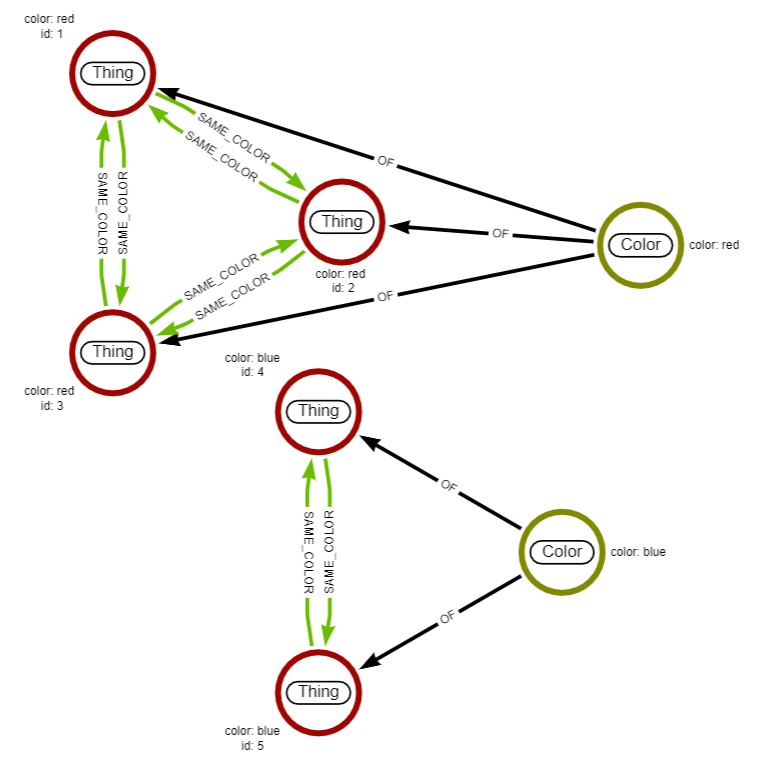 color: red
id: 1
Thing
SAME_COLOR
SAME_COLOR
OF
SAME_COLOR
SAME_COLOR
Thing
OF
Color
color: red
color: red
id: 2
SAME_COLOR
SAME_COLOR
OF
Thing
color: red
id: 3
color: blue
id: 4
Thing
OF
SAME_COLOR
SAME_COLOR
Color
color: blue
OF
Thing
color: blue
id: 5